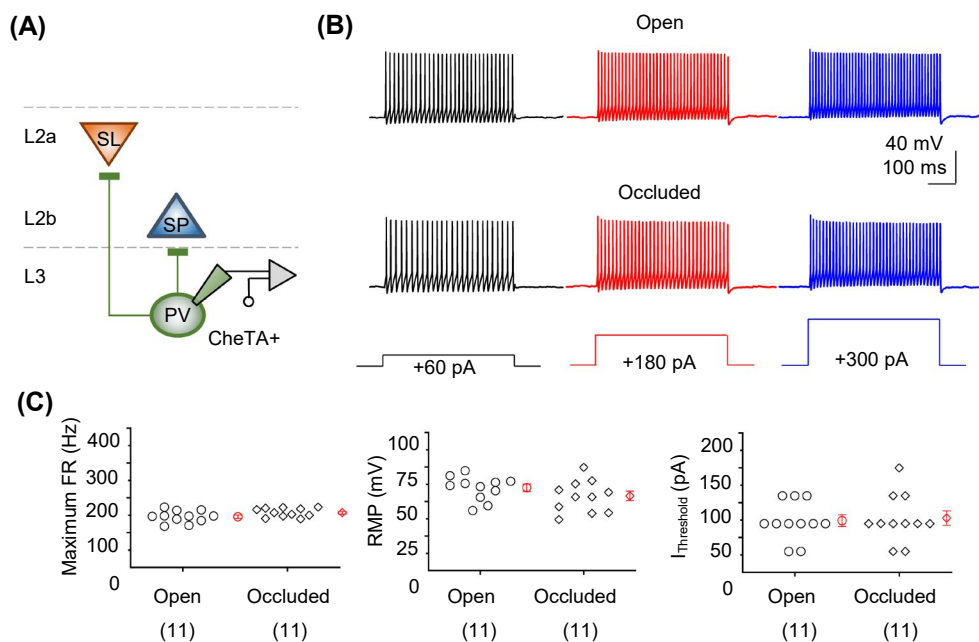 (A)
L2a
SL
L2b
SP
L3
PV
CheTA+
(B)
Open
40 mV
100 ms
Occluded
+60 pA
+180 pA
+300 pA
(C)
Maximum FR (Hz)
400
300
200
100
0
Open
Occluded
(11)
(11)
RMP (mV)
100
75
50
25
0
Open
Occluded
(11)
(11)
IThreshold (pA)
200
150
100
50
0
Open
Occluded
(11)
(11)